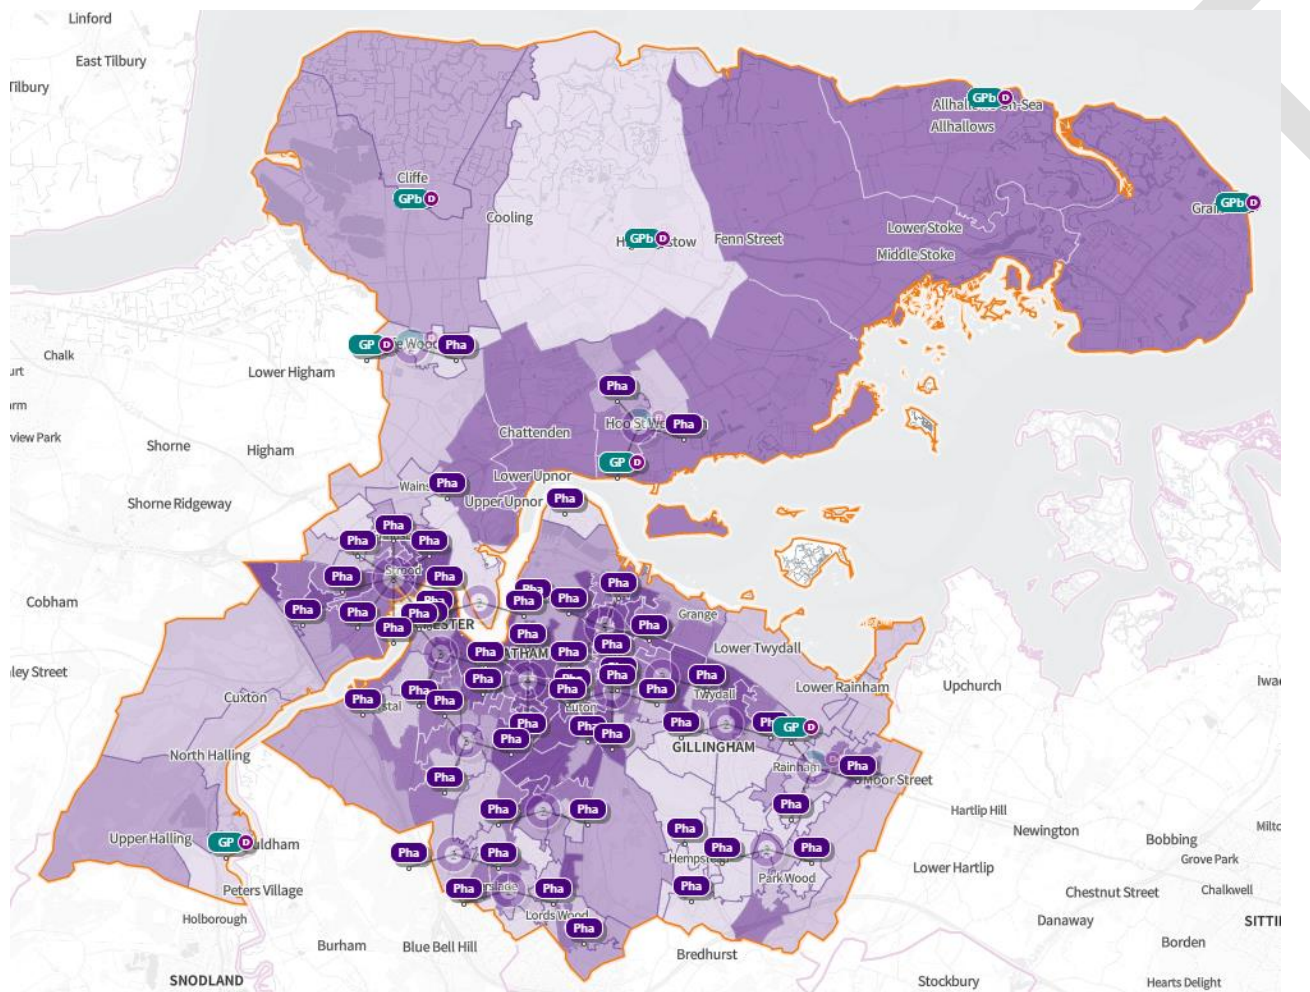 Linford
East Tilbury
Tilbury
GPb D
Allhallows
Cliffe
GPb D
Cooling
GPb D
Fenn Street
Lower Stoke
Middle Stoke
GPb D
Chalk
GP D
Pha
Lower Higham
Pha
Hoo St W
Pha
Chattenden
Shorne
Higham
GP D
Lower Upnor
Upper Upnor
Pha
Pha
Shorne Ridgeway
Pha
Pha
Pha
Strood
Pha
Pha
Pha
Pha
Pha
Pha
Pha
Pha
Pha
Pha
Cobham
Grange
Pha
Pha
Lower Twydall
Pha
Pha
Pha
Pha
Pha
Twydall
Pha
Pha
Pha
Lower Rainham
Upchurch
Cuxton
Pha
Pha
Pha
Luton
Pha
Pha
Pha
Pha
Pha
GP D
GILLINGHAM
North Halling
Rainham
Pha
Moor Street
Pha
Pha
Hartlip Hill
Newington
Bobbing
Grove Park
Pha
Pha
Pha
Upper Halling
GP D
Pha
Pha
Pha
Pha
Lower Hartlip
Park Wood
Chestnut Street
Chalkwell
Peters Village
Pha
Pha
Pha
Lords Wood
Holborough
Pha
Danaway
Burham
Blue Bell Hill
Bredhurst
Borden
SNODLAND
Stockbury
Hearts Delight